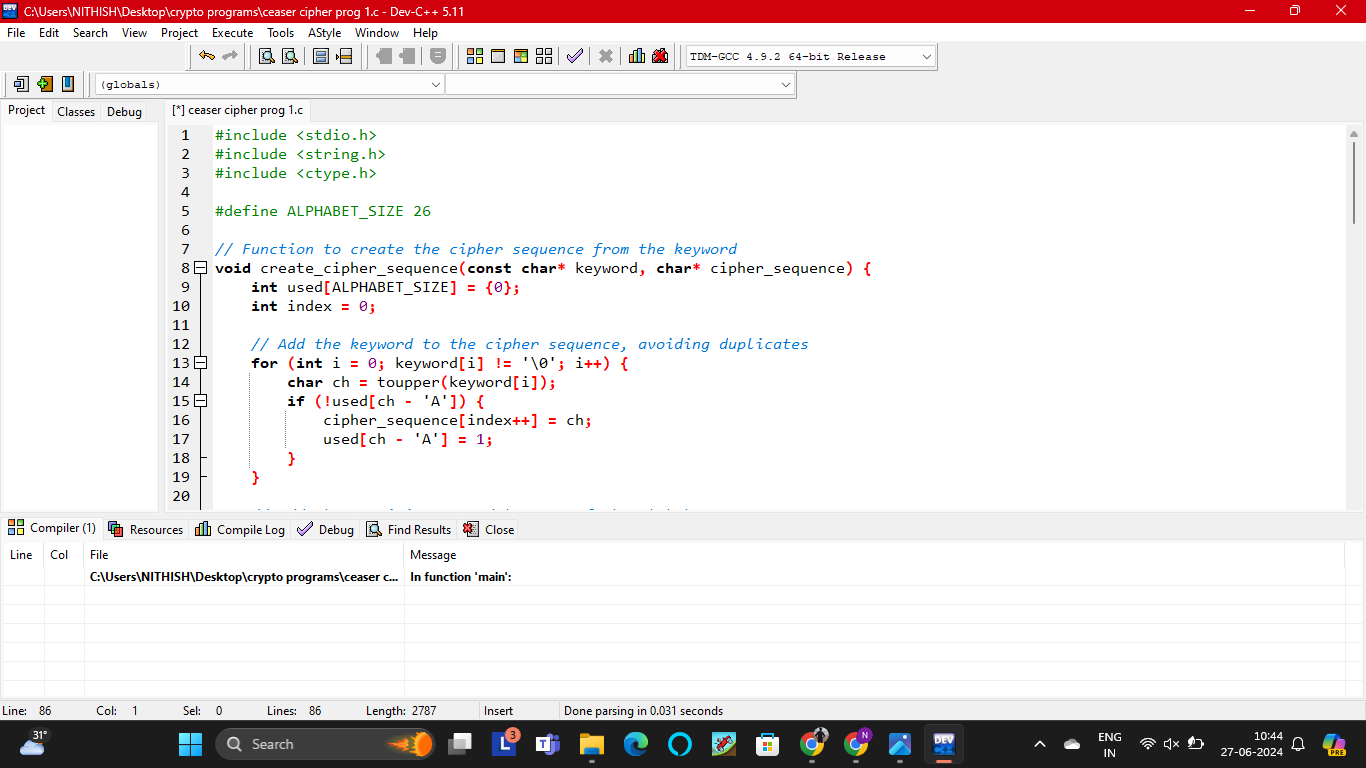 C:\Users\NITHISH\Desktop\crypto programs\ceaser cipher prog 1.c - Dev-C++ 5.11
File Edit Search View Project Execute Tools AStyle Window Help
TDM-GCC 4.9.2 64-bit Release
(globals)
Project Classes Debug
[*] ceaser cipher prog 1.c
1 #include <stdio.h>
2 #include <string.h>
3 #include <ctype.h>
4
5 #define ALPHABET_SIZE 26
6
7 // Function to create the cipher sequence from the keyword
8 void create_cipher_sequence(const char* keyword, char* cipher_sequence) {
9 int used[ALPHABET_SIZE] = {0};
10 int index = 0;
11
12 // Add the keyword to the cipher sequence, avoiding duplicates
13 for (int i = 0; keyword[i] != '\0'; i++) {
14 char ch = toupper(keyword[i]);
15 if (!used[ch - 'A']) {
16 cipher_sequence[index++] = ch;
17 used[ch - 'A'] = 1;
18 }
19 }
20
Compiler (1) Resources Compile Log Debug Find Results Close
Line Col File Message
C:\Users\NITHISH\Desktop\crypto programs\ceaser c... In function 'main':
Line: 86 Col: 1 Sel: 0 Lines: 86 Length: 2787 Insert Done parsing in 0.031 seconds
31°
Search
L 3
T
N
DEV
ENG
IN
10:44
27-06-2024
PRE